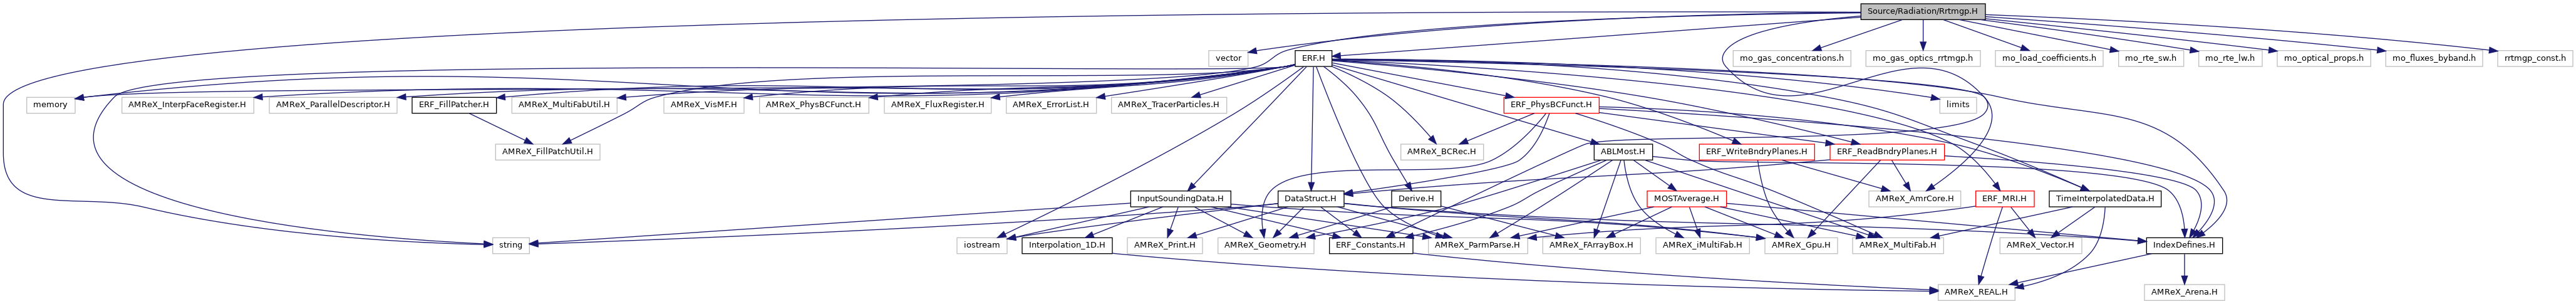 Source/Radiation/Rrtmgp.H
vector
ERF.H
mo_gas_concentrations.h
mo_gas_optics_rrtmgp.h
mo_load_coefficients.h
mo_rte_sw.h
mo_rte_lw.h
mo_optical_props.h
mo_fluxes_byband.h
rrtmgp_const.h
memory
AMReX_InterpFaceRegister.H
AMReX_ParallelDescriptor.H
ERF_FillPatcher.H
AMReX_MultiFabUtil.H
AMReX_VisMF.H
AMReX_PhysBCFunct.H
AMReX_FluxRegister.H
AMReX_ErrorList.H
AMReX_TracerParticles.H
ERF_PhysBCFunct.H
limits
AMReX_FillPatchUtil.H
AMReX_BCRec.H
ABLMost.H
ERF_WriteBndryPlanes.H
ERF_ReadBndryPlanes.H
InputSoundingData.H
DataStruct.H
Derive.H
MOSTAverage.H
AMReX_AmrCore.H
ERF_MRI.H
TimeInterpolatedData.H
string
iostream
Interpolation_1D.H
AMReX_Print.H
AMReX_Geometry.H
ERF_Constants.H
AMReX_ParmParse.H
AMReX_FArrayBox.H
AMReX_iMultiFab.H
AMReX_Gpu.H
AMReX_MultiFab.H
AMReX_Vector.H
IndexDefines.H
AMReX_REAL.H
AMReX_Arena.H